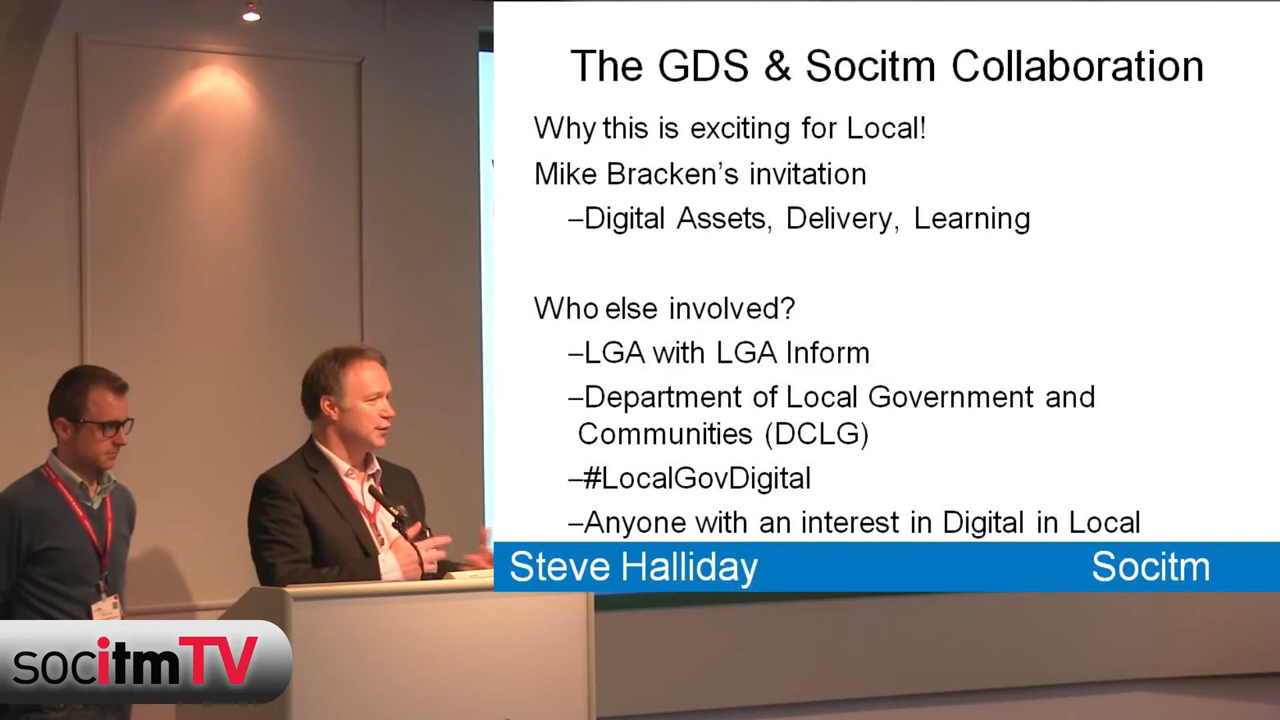 The GDS & Socitm Collaboration
Why this is exciting for Local!
Mike Bracken's invitation
–Digital Assets, Delivery, Learning
Who else involved?
–LGA with LGA Inform
–Department of Local Government and
Communities (DCLG)
–#LocalGovDigital
–Anyone with an interest in Digital in Local
Steve Halliday Socitm
socitmTV